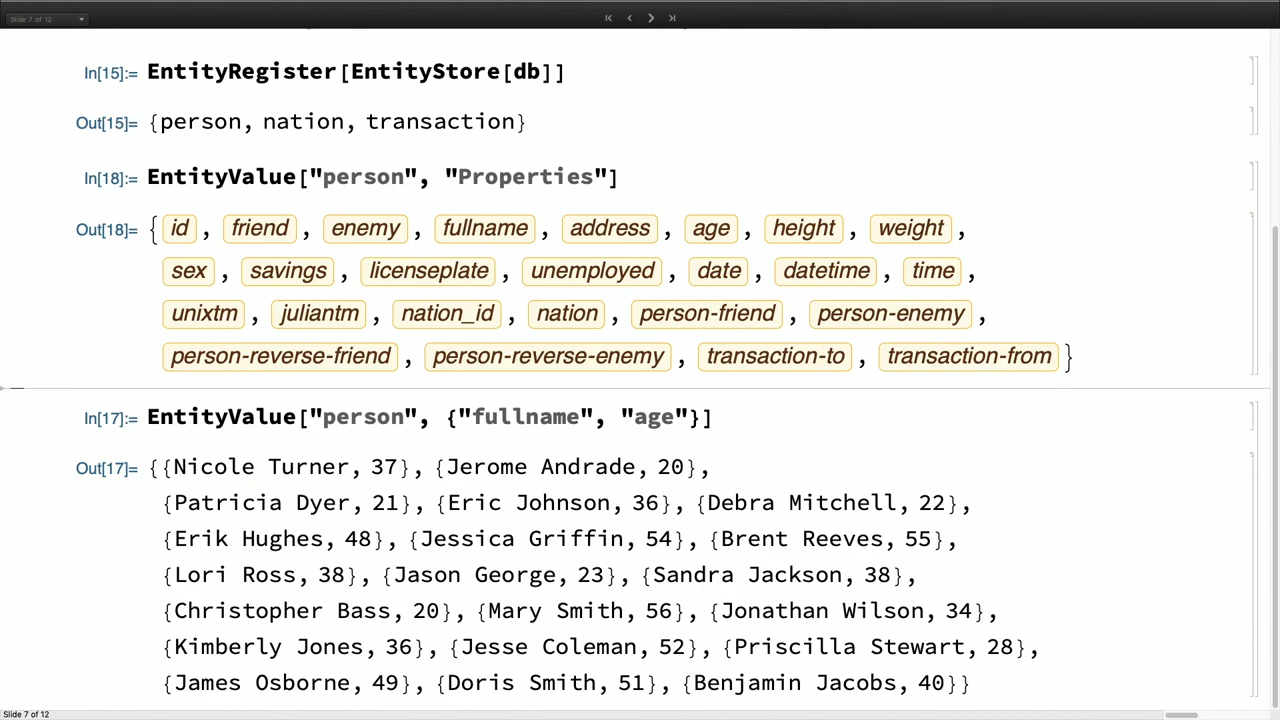 Slide 7 of 12
In[15]:= EntityRegister[EntityStore[db]]
Out[15]= {person, nation, transaction}
In[18]:= EntityValue["person", "Properties"]
Out[18]= { id , friend , enemy , fullname , address , age , height , weight ,
sex , savings , licenseplate , unemployed , date , datetime , time ,
unixtm , juliantm , nation_id , nation , person-friend , person-enemy ,
person-reverse-friend , person-reverse-enemy , transaction-to , transaction-from }
In[17]:= EntityValue["person", {"fullname", "age"}]
Out[17]= {{Nicole Turner, 37}, {Jerome Andrade, 20},
{Patricia Dyer, 21}, {Eric Johnson, 36}, {Debra Mitchell, 22},
{Erik Hughes, 48}, {Jessica Griffin, 54}, {Brent Reeves, 55},
{Lori Ross, 38}, {Jason George, 23}, {Sandra Jackson, 38},
{Christopher Bass, 20}, {Mary Smith, 56}, {Jonathan Wilson, 34},
{Kimberly Jones, 36}, {Jesse Coleman, 52}, {Priscilla Stewart, 28},
{James Osborne, 49}, {Doris Smith, 51}, {Benjamin Jacobs, 40}}
Slide 7 of 12